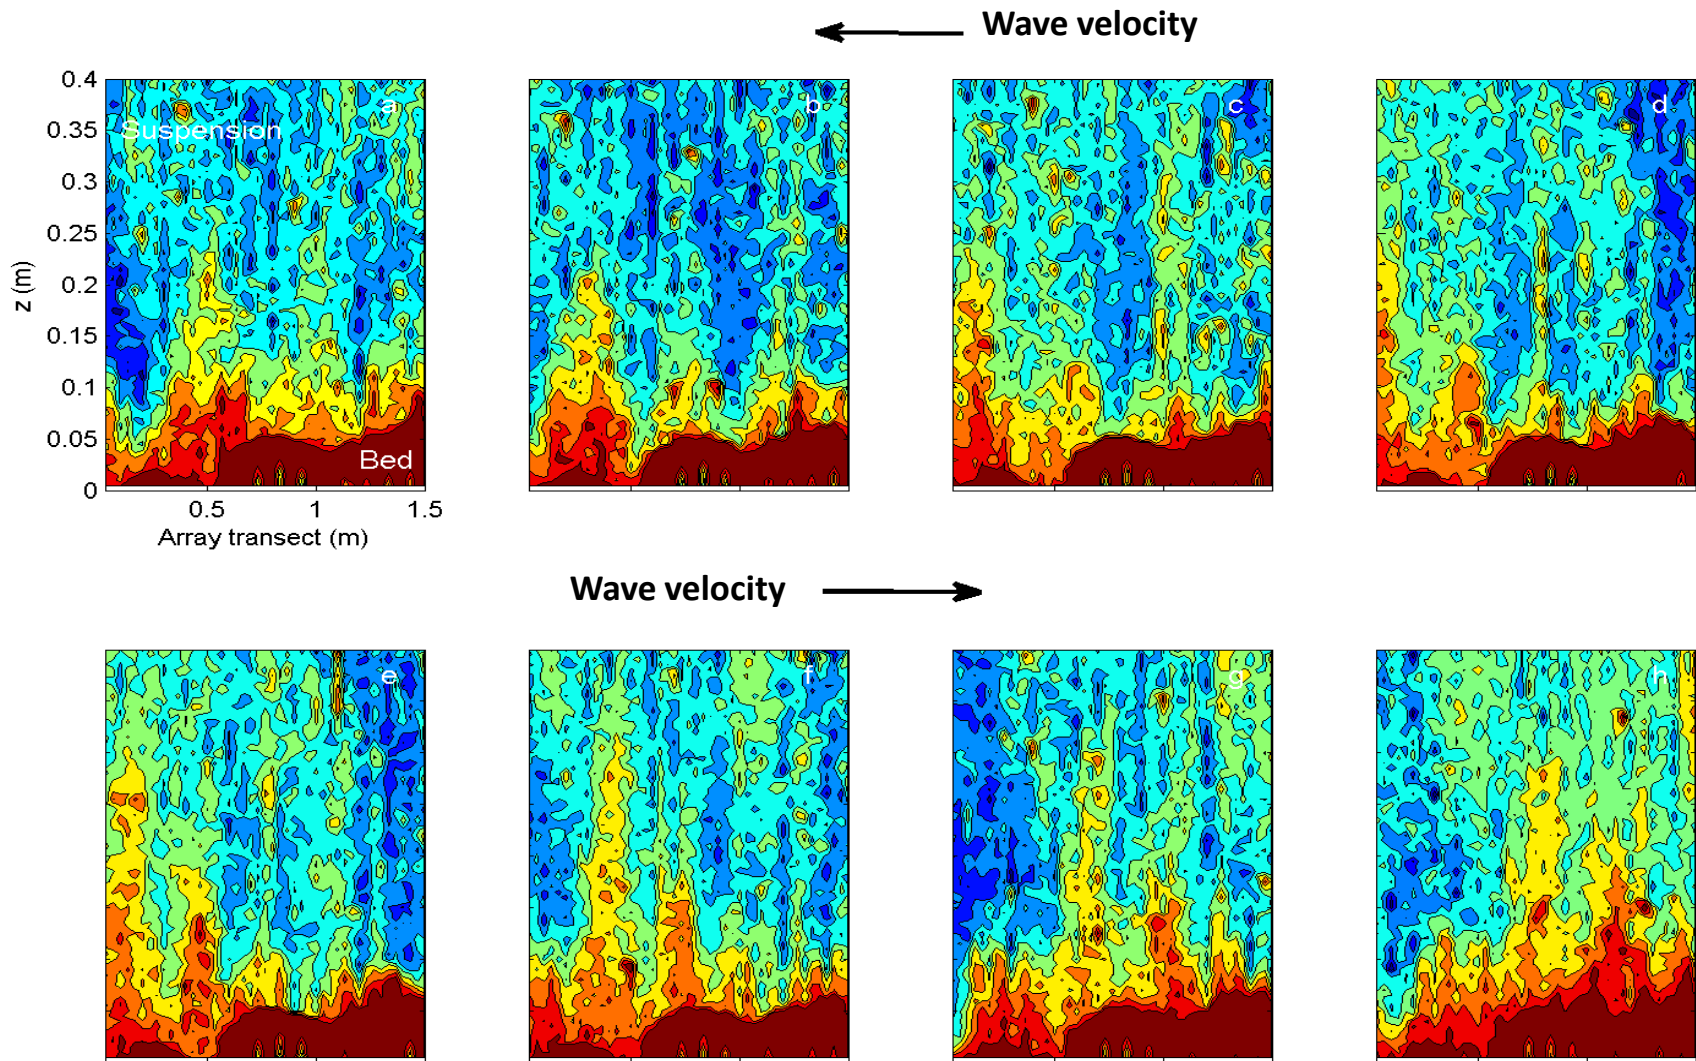 Wave velocity
0.4
0.35
0.3
0.25
0.2
0.15
0.1
0.05
0
z (m)
a
Suspension
Bed
0.5 1 1.5
Array transect (m)
b
c
d
Wave velocity
e
f
g
h